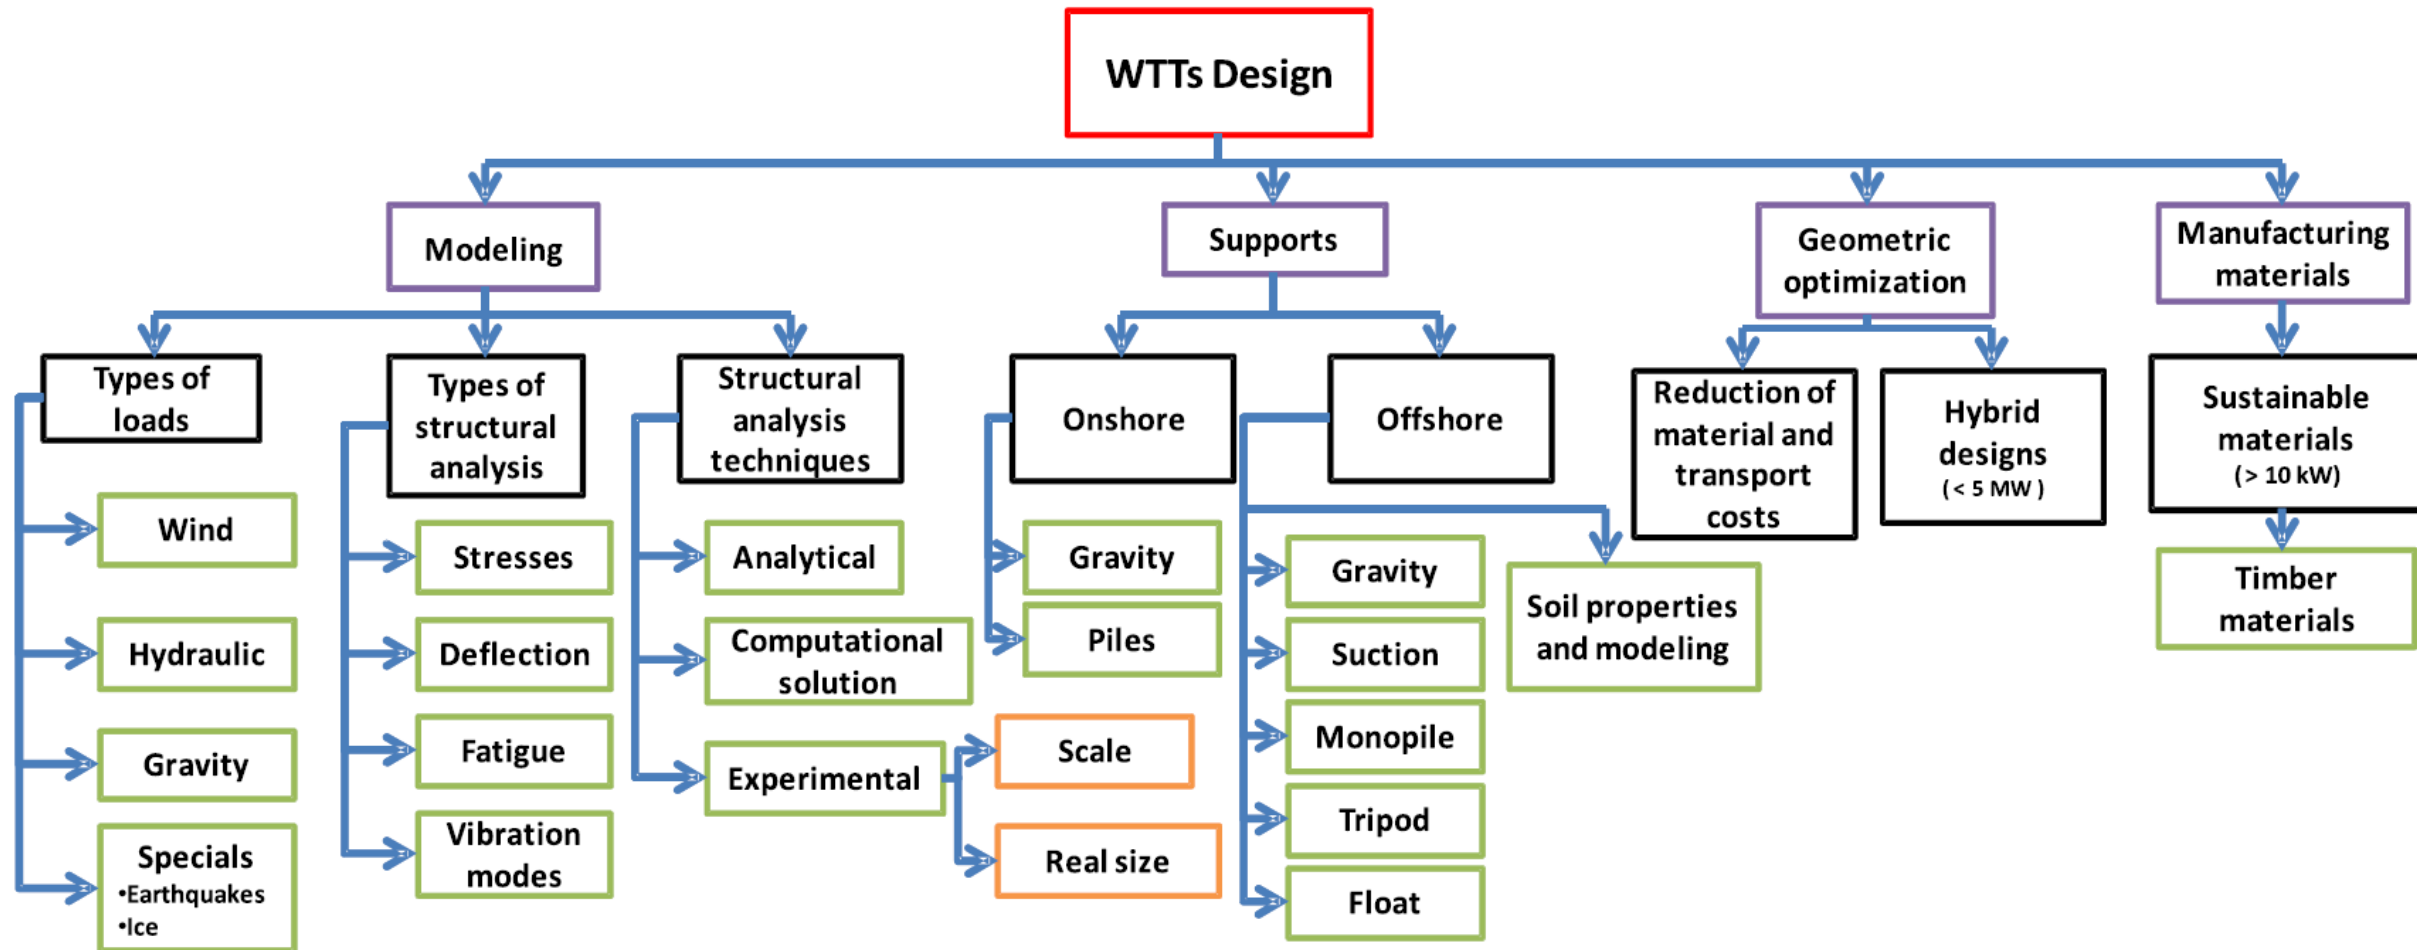 WTTs Design
Modeling
Supports
Geometric
optimization
Manufacturing
materials
Types of
loads
Types of
structural
analysis
Structural
analysis
techniques
Onshore
Offshore
Reduction of
material and
transport
costs
Hybrid
designs
( < 5 MW )
Sustainable
materials
( > 10 kW)
Wind
Hydraulic
Gravity
Specials
•Earthquakes
•Ice
Stresses
Deflection
Fatigue
Vibration
modes
Analytical
Computational
solution
Experimental
Scale
Real size
Gravity
Piles
Gravity
Suction
Monopile
Tripod
Float
Soil properties
and modeling
Timber
materials